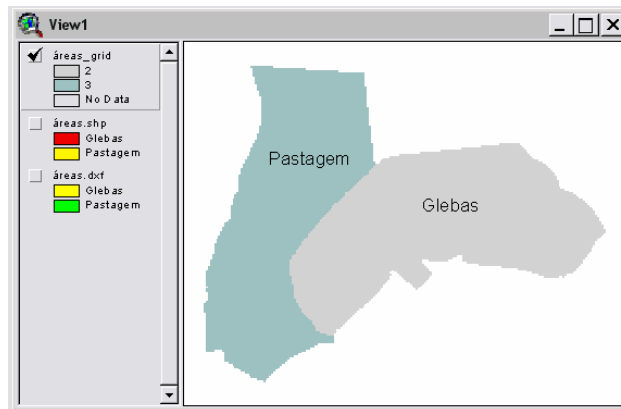 View1
áreas_grid
2
3
No Data
áreas.shp
Glebas
Pastagem
áreas.dxf
Glebas
Pastagem
Pastagem
Glebas